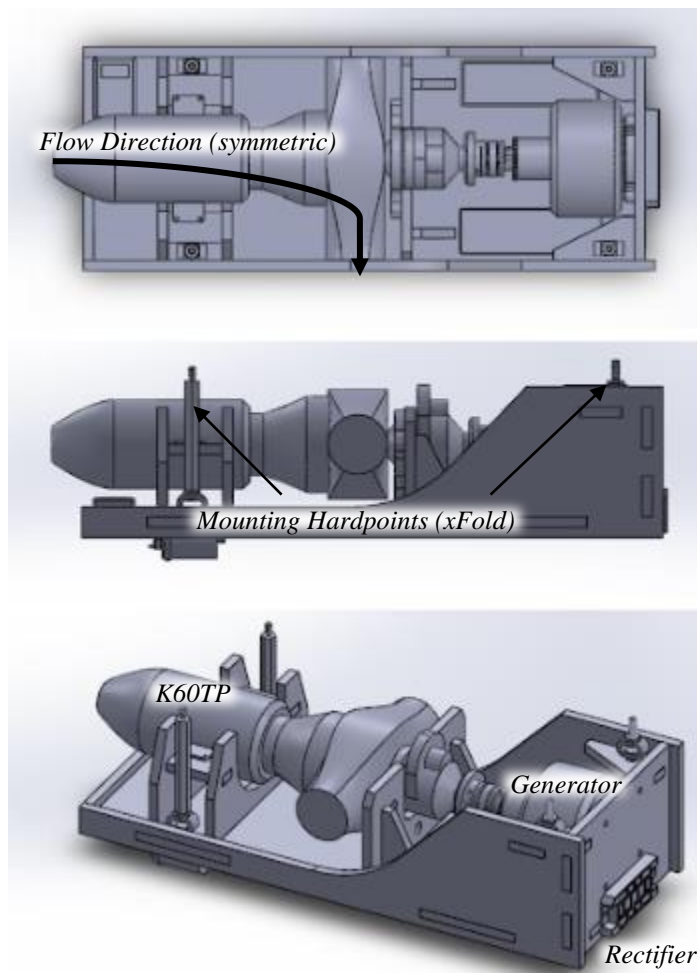 Flow Direction (symmetric)
Mounting Hardpoints (xFold)
K60TP
Generator
Rectifier